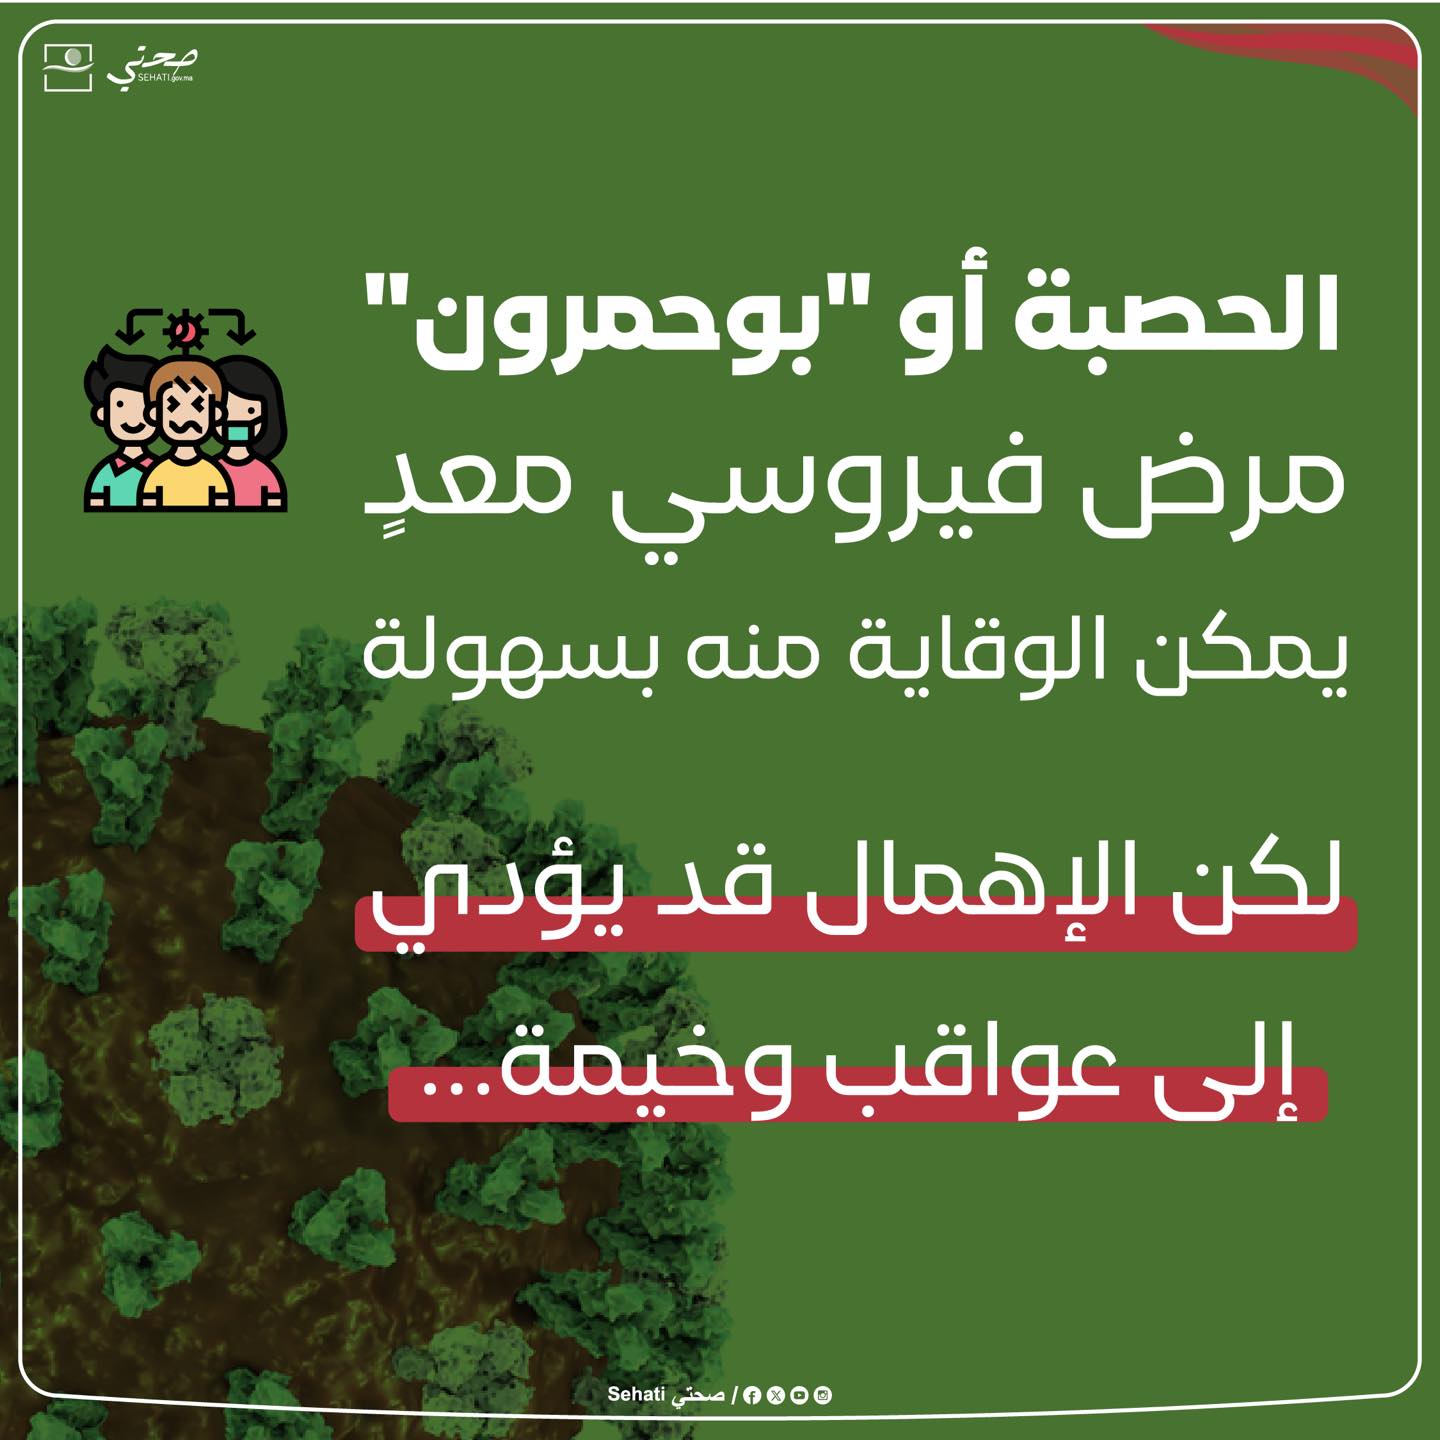 صحتي
SEHATI.gov.ma
الحصبة أو "بوحمرون"
مرض فيروسي معدٍ
يمكن الوقاية منه بسهولة
لكن الإهمال قد يؤدي
إلى عواقب وخيمة...
Sehati صحتي /